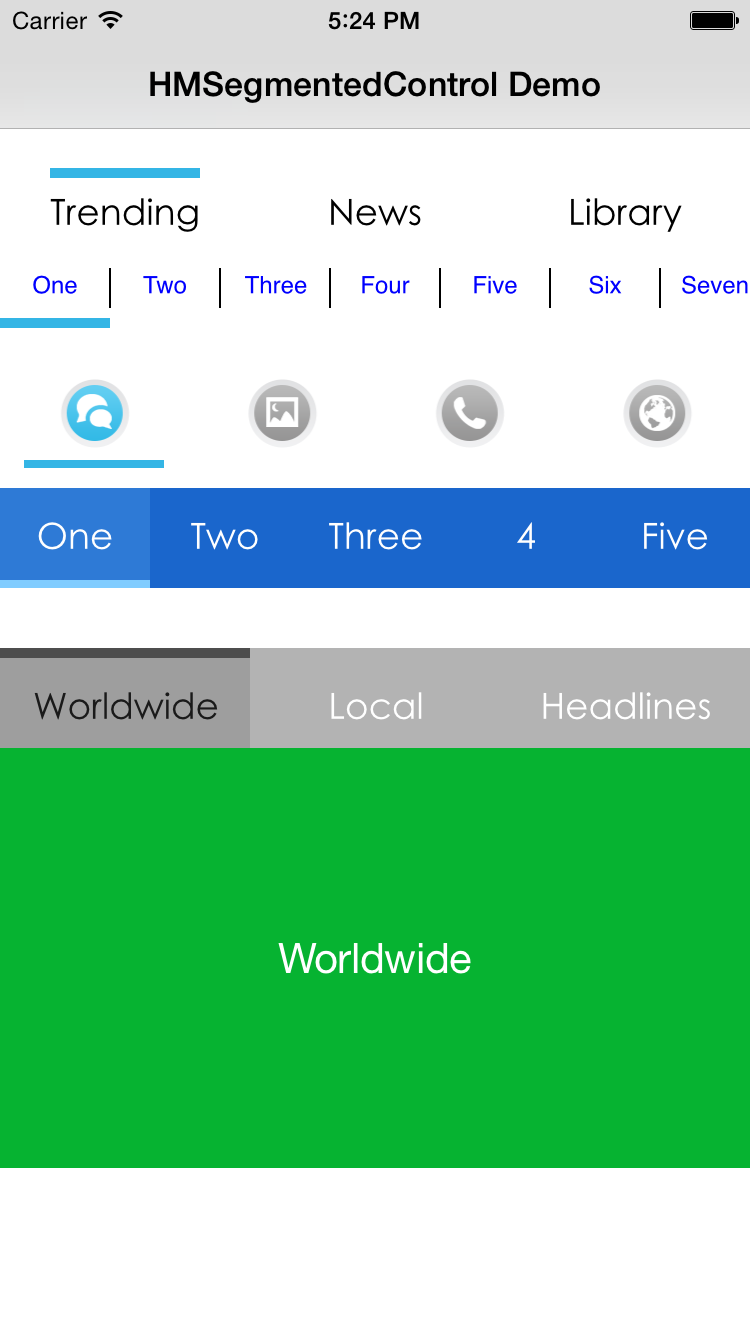 Carrier 5:24 PM
HMSegmentedControl Demo
Trending News Library
One Two Three Four Five Six Seven
One Two Three 4 Five
Worldwide Local Headlines
Worldwide